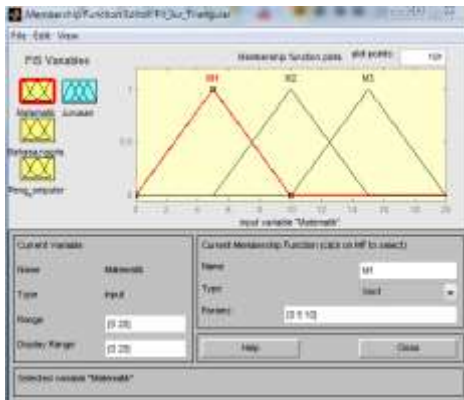 File Edit View
FIS Variables
Membership function plots
plot points:
M1 M2 M3
1
0.5
0
0 2 4 6 8 10 12 14 16 18 20
input variable "Matematik"
Matematik
Jurusan
Current Variable
Name Matematik
Type input
Range [0 20]
Display Range [0 20]
Current Membership Function (click on MF to select)
Name M1
Type trimf
Params [0 5 10]
Help Close
Selected variable "Matematik"